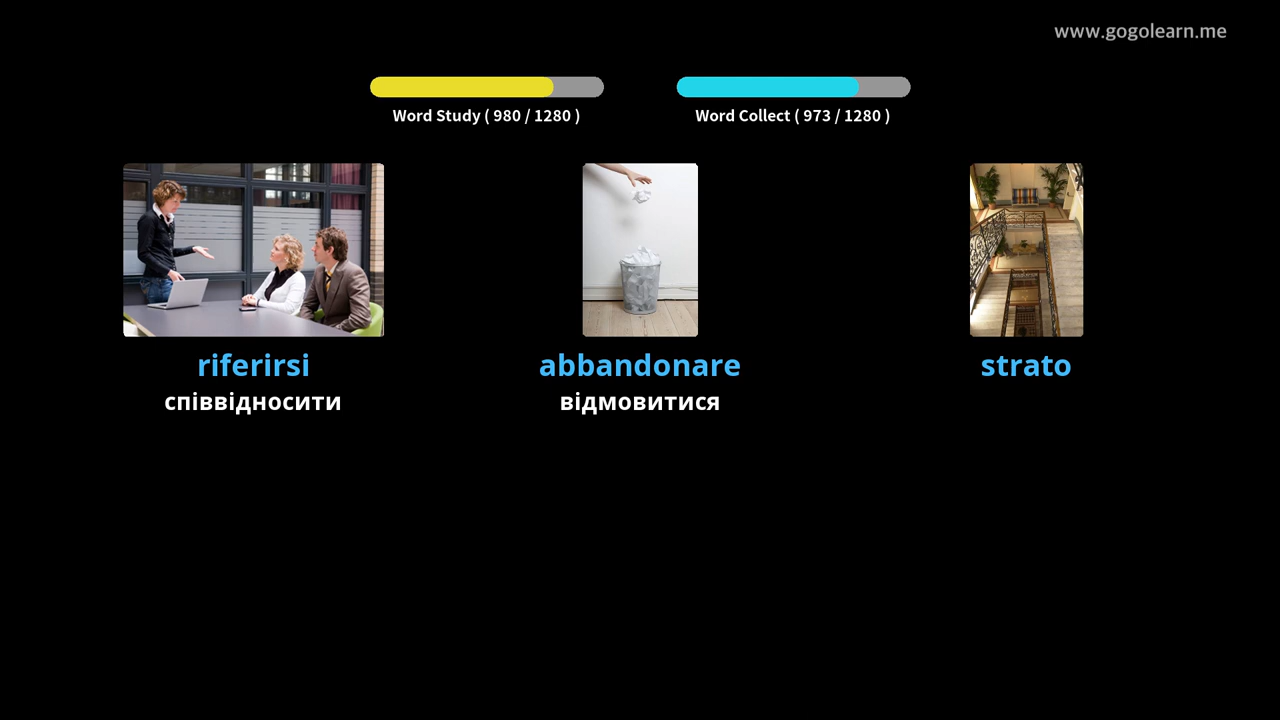 www.gogolearn.me
Word Study ( 980 / 1280 )
Word Collect ( 973 / 1280 )
riferirsi
співвідносити
abbandonare
відмовитися
strato